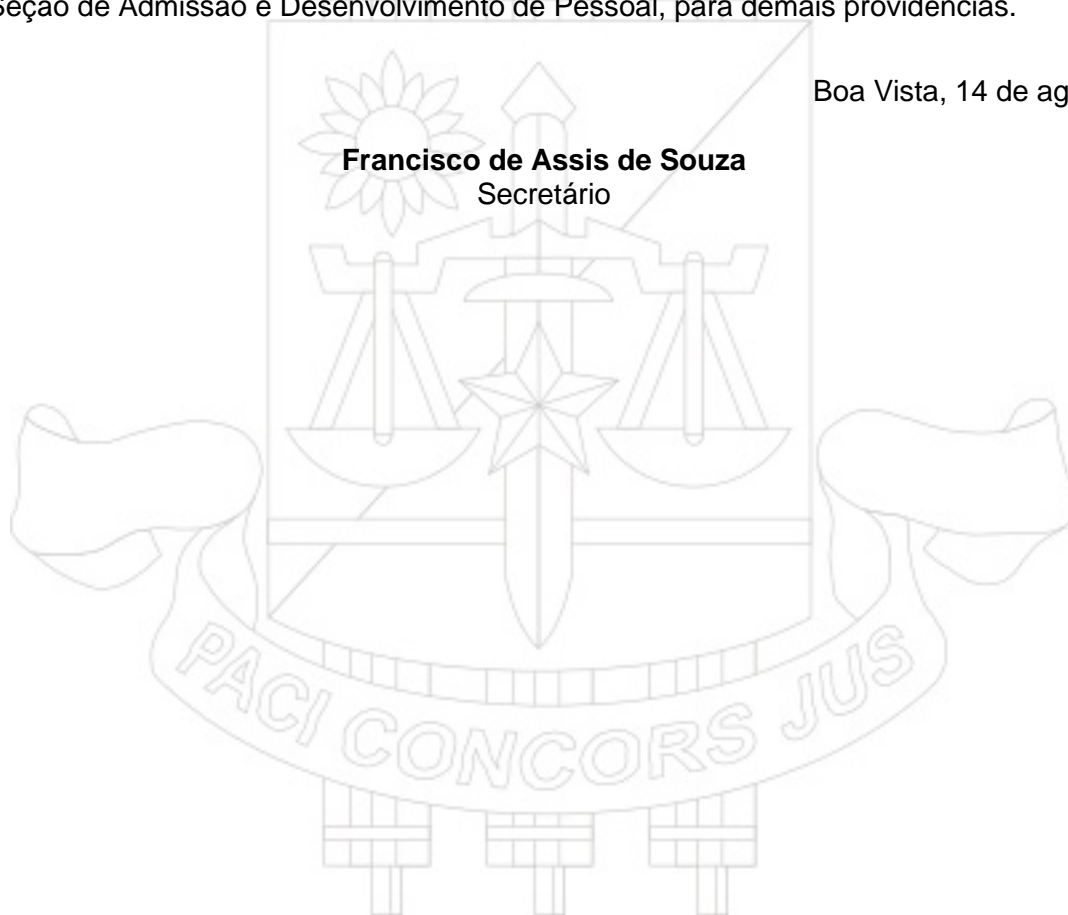 Seção de Admissão e Desenvolvimento de Pessoal, para demais providências.
Boa Vista, 14 de ag
Francisco de Assis de Souza
Secretário
PACI CONCORS JUS